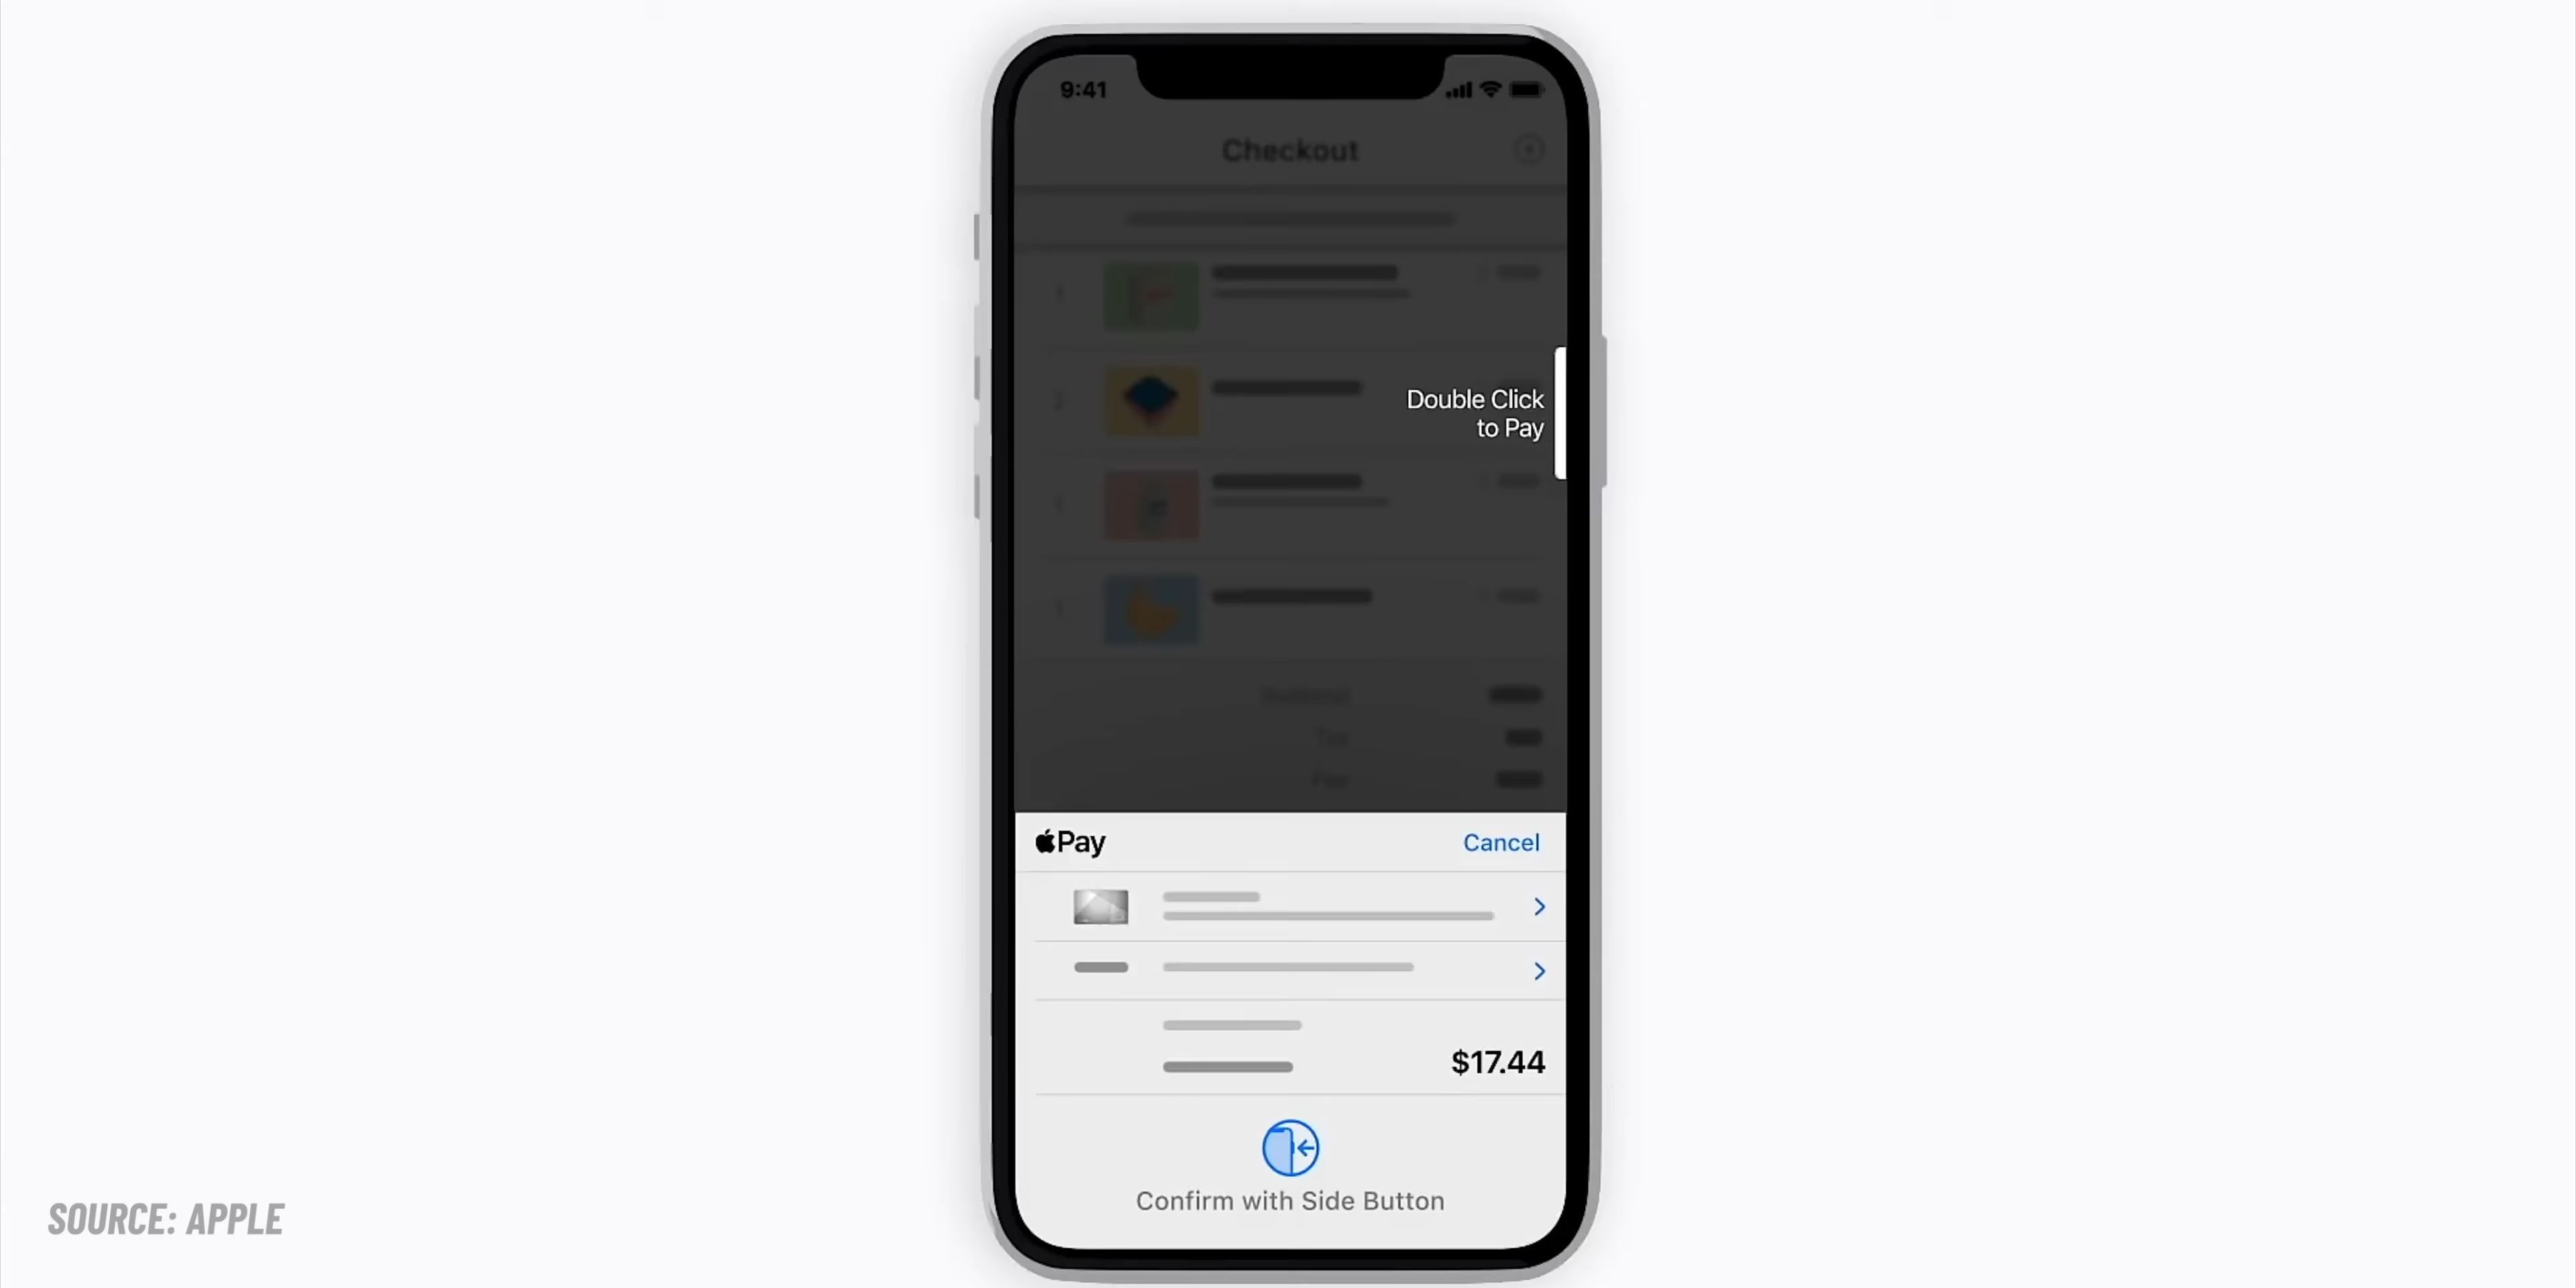 9:41
Checkout
Double Click
to Pay
Pay
Cancel
$17.44
Confirm with Side Button
SOURCE: APPLE